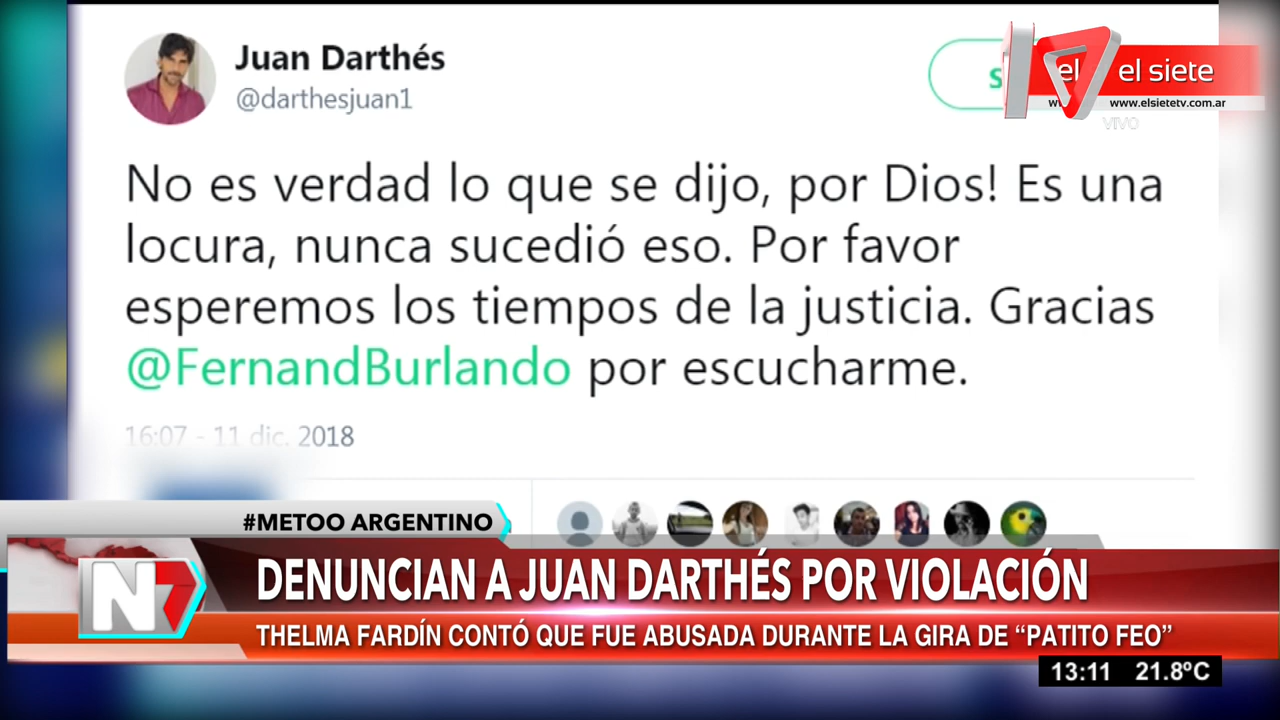 Juan Darthés
@darthesjuan1
el siete
www.elsietetv.com.ar
VIVO
No es verdad lo que se dijo, por Dios! Es una
locura, nunca sucedió eso. Por favor
esperemos los tiempos de la justicia. Gracias
@FernandBurlando por escucharme.
16:07 - 11 dic. 2018
#METOO ARGENTINO
N7
DENUNCIAN A JUAN DARTHÉS POR VIOLACIÓN
THELMA FARDÍN CONTÓ QUE FUE ABUSADA DURANTE LA GIRA DE “PATITO FEO”
13:11 21.8ºC